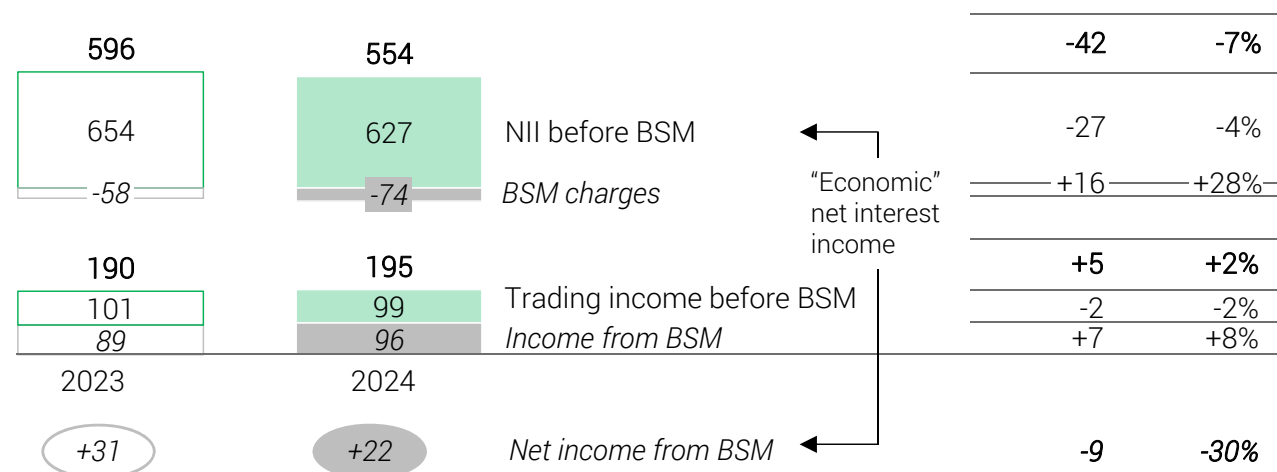 596 554 -42 -7%
654 627 NII before BSM -27 -4%
-58 -74 BSM charges +16 +28%
“Economic”
net interest
income
190 195 +5 +2%
101 99 Trading income before BSM -2 -2%
89 96 Income from BSM +7 +8%
2023 2024
+31 +22 Net income from BSM -9 -30%